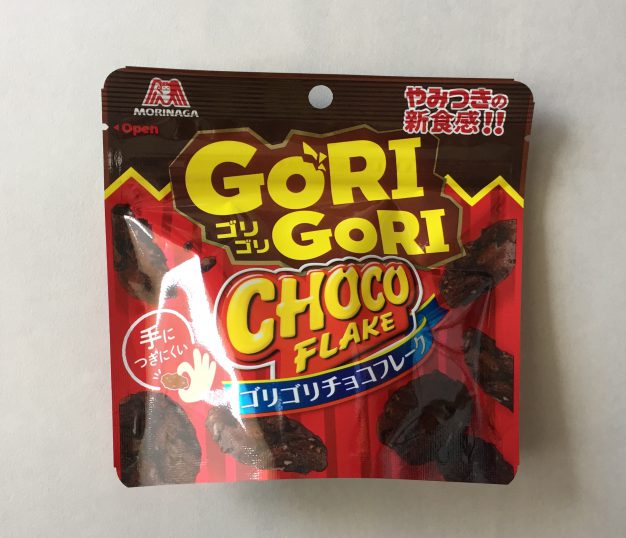 MORINAGA
Open
やみつきの
新食感!!
GORI
ゴリ
ゴリ
GORI
CHOCO
FLAKE
ゴリゴリチョコフレーク
手に
つきにくい